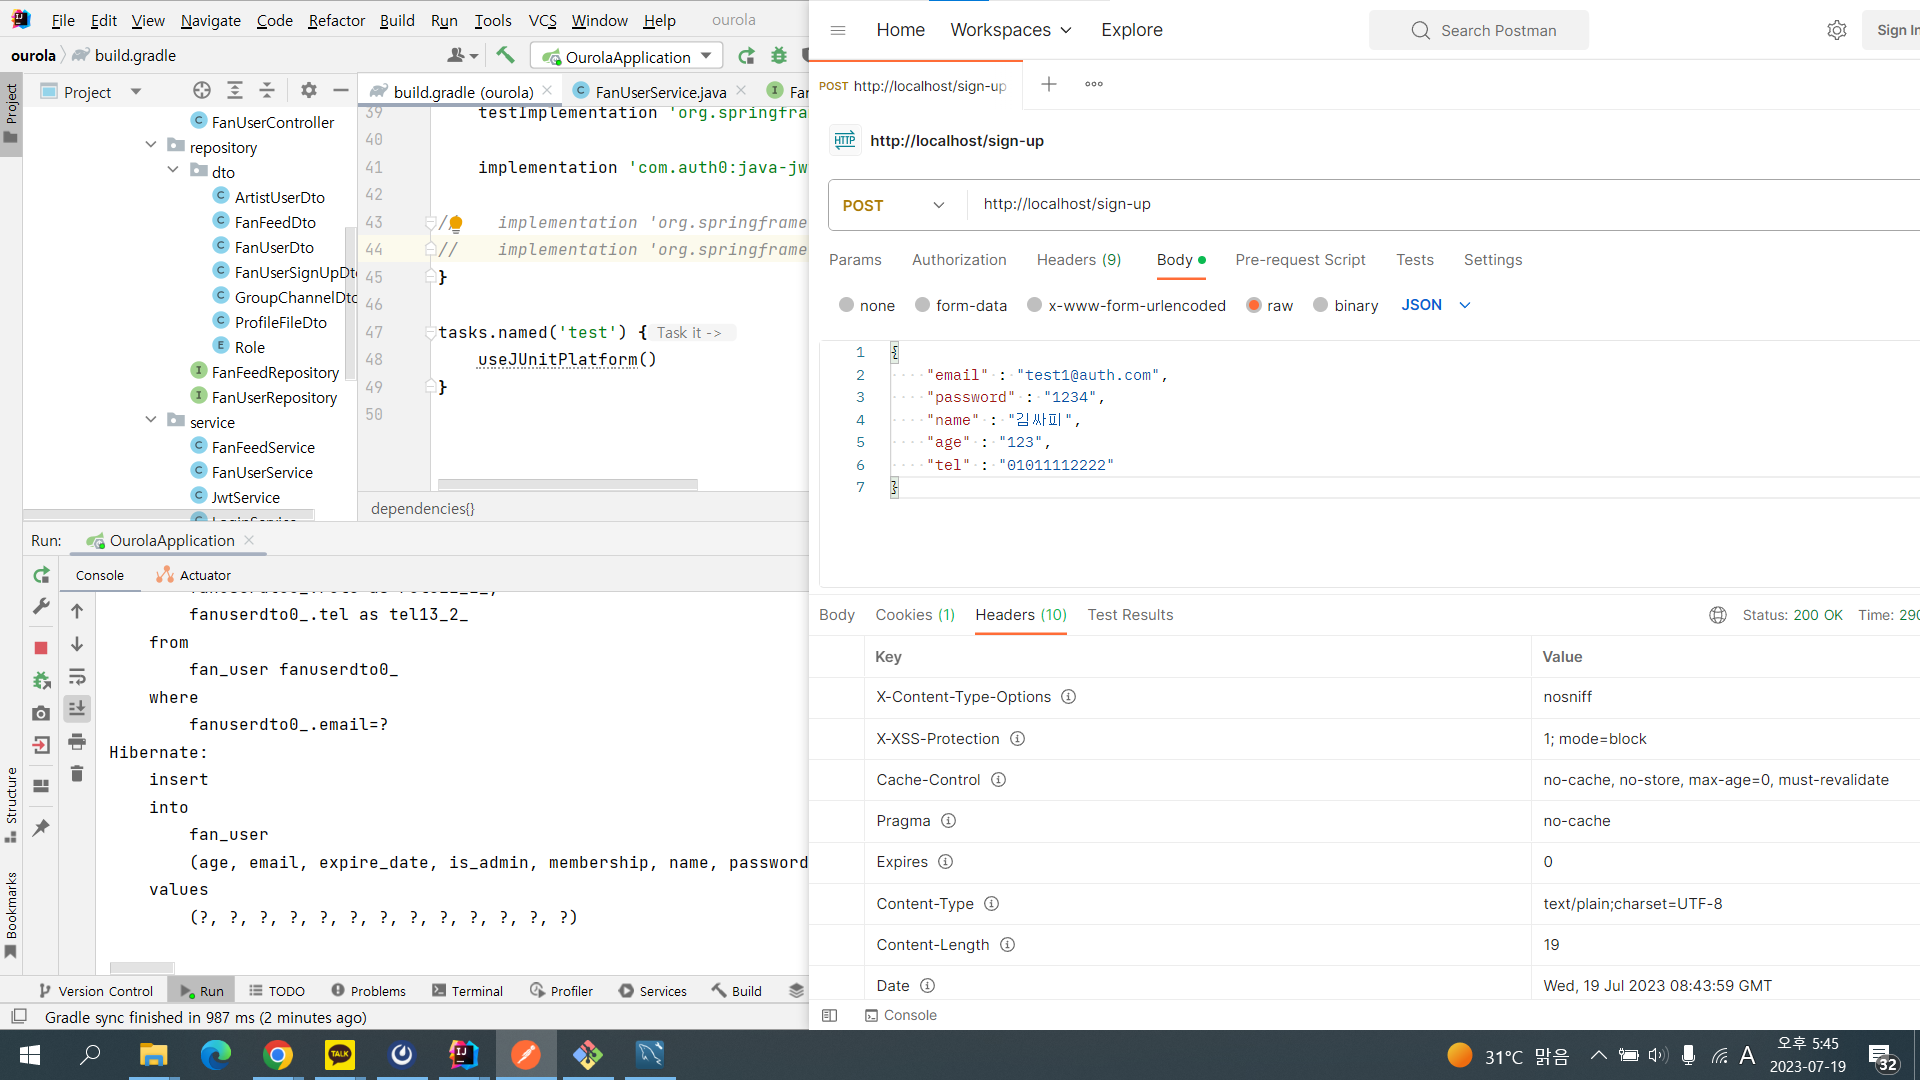 File Edit View Navigate Code Refactor Build Run Tools VCS Window Help ourola
ourola build.gradle OurolaApplication
Project
Project
build.gradle (ourola) FanUserService.java
FanUserController
repository
dto
ArtistUserDto
FanFeedDto
FanUserDto
FanUserSignUpDt
GroupChannelDto
ProfileFileDto
Role
FanFeedRepository
FanUserRepository
service
FanFeedService
FanUserService
JwtService
39 testImplementation 'org.springfra
40
41 implementation 'com.auth0:java-jw
42
43 // implementation 'org.springframe
44 // implementation 'org.springframe
45 }
46
47 tasks.named('test') { Task it ->
48 useJUnitPlatform()
49 }
50
dependencies{}
Run: OurolaApplication
Console Actuator
fanuserdto0_.tel as tel13_2_
from
fan_user fanuserdto0_
where
fanuserdto0_.email=?
Hibernate:
insert
into
fan_user
(age, email, expire_date, is_admin, membership, name, password
values
(?, ?, ?, ?, ?, ?, ?, ?, ?, ?, ?, ?, ?)
Structure
Bookmarks
Version Control Run TODO Problems Terminal Profiler Services Build
Gradle sync finished in 987 ms (2 minutes ago)
Home Workspaces Explore Search Postman Sign In
POST http://localhost/sign-up
HTTP http://localhost/sign-up
POST http://localhost/sign-up
Params Authorization Headers (9) Body Pre-request Script Tests Settings
none form-data x-www-form-urlencoded raw binary JSON
1 {
2 "email" : "test1@auth.com",
3 "password" : "1234",
4 "name" : "김싸피",
5 "age" : "123",
6 "tel" : "01011112222"
7 }
Body Cookies (1) Headers (10) Test Results Status: 200 OK Time: 290
Key Value
X-Content-Type-Options nosniff
X-XSS-Protection 1; mode=block
Cache-Control no-cache, no-store, max-age=0, must-revalidate
Pragma no-cache
Expires 0
Content-Type text/plain;charset=UTF-8
Content-Length 19
Date Wed, 19 Jul 2023 08:43:59 GMT
Console
TALK
31°C 맑음
A
오후 5:45
2023-07-19
32